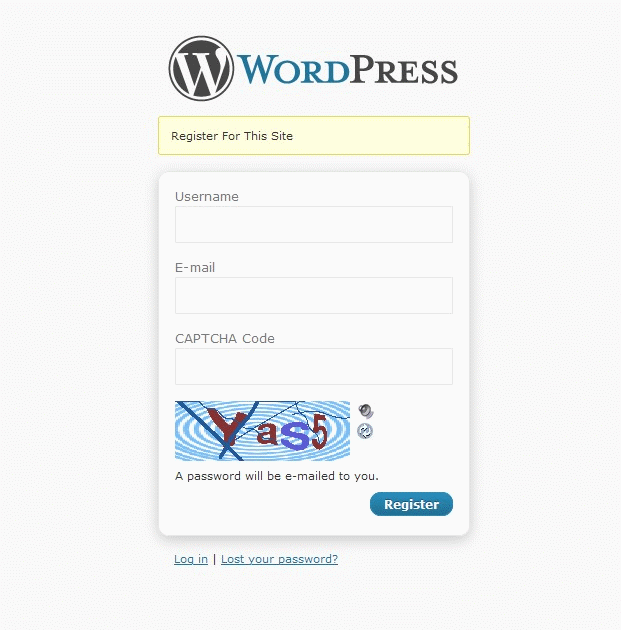 WORDPRESS
Register For This Site
Username
E-mail
CAPTCHA Code
Yas5
A password will be e-mailed to you.
Register
Log in | Lost your password?